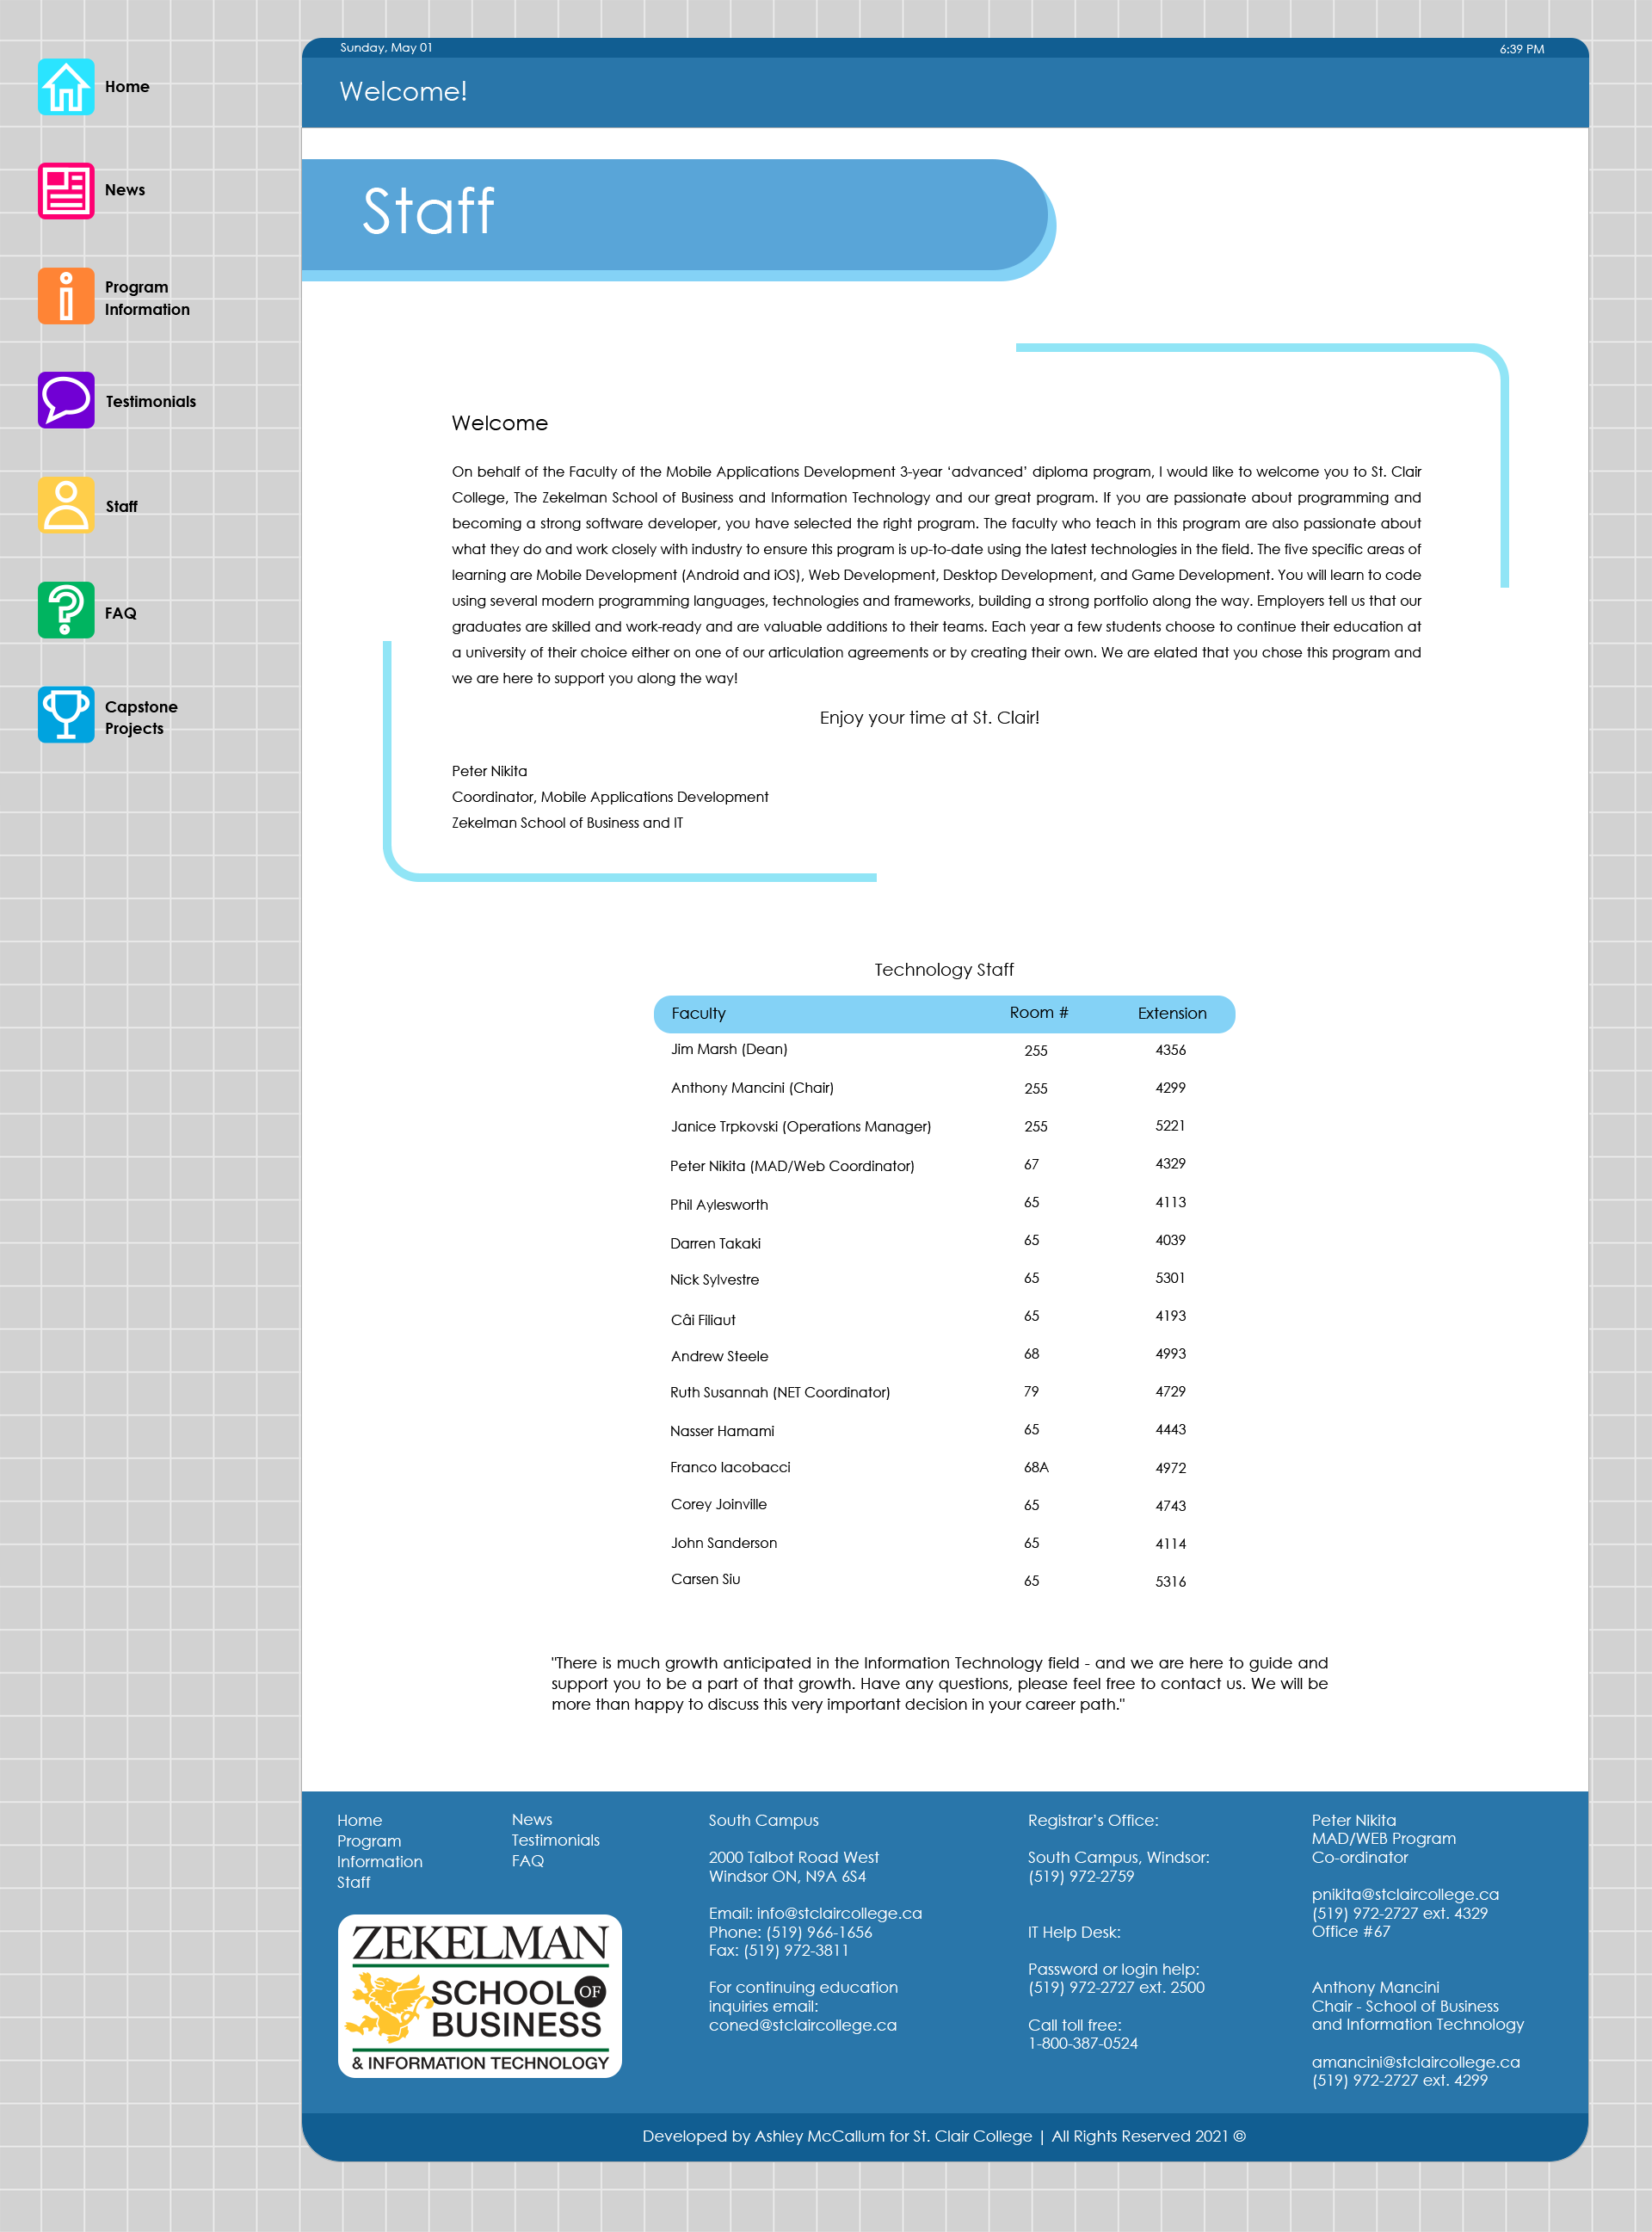 Sunday, May 01
6:39 PM
Welcome!
Home
News
Program
Information
Testimonials
Staff
FAQ
Capstone
Projects
Staff
Welcome
On behalf of the Faculty of the Mobile Applications Development 3-year ‘advanced’ diploma program, I would like to welcome you to St. Clair
College, The Zekelman School of Business and Information Technology and our great program. If you are passionate about programming and
becoming a strong software developer, you have selected the right program. The faculty who teach in this program are also passionate about
what they do and work closely with industry to ensure this program is up-to-date using the latest technologies in the field. The five specific areas of
learning are Mobile Development (Android and iOS), Web Development, Desktop Development, and Game Development. You will learn to code
using several modern programming languages, technologies and frameworks, building a strong portfolio along the way. Employers tell us that our
graduates are skilled and work-ready and are valuable additions to their teams. Each year a few students choose to continue their education at
a university of their choice either on one of our articulation agreements or by creating their own. We are elated that you chose this program and
we are here to support you along the way!
Enjoy your time at St. Clair!
Peter Nikita
Coordinator, Mobile Applications Development
Zekelman School of Business and IT
Technology Staff
Faculty Room # Extension
Jim Marsh (Dean) 255 4356
Anthony Mancini (Chair) 255 4299
Janice Trpkovski (Operations Manager) 255 5221
Peter Nikita (MAD/Web Coordinator) 67 4329
Phil Aylesworth 65 4113
Darren Takaki 65 4039
Nick Sylvestre 65 5301
Câi Filiaut 65 4193
Andrew Steele 68 4993
Ruth Susannah (NET Coordinator) 79 4729
Nasser Hamami 65 4443
Franco Iacobacci 68A 4972
Corey Joinville 65 4743
John Sanderson 65 4114
Carsen Siu 65 5316
"There is much growth anticipated in the Information Technology field - and we are here to guide and
support you to be a part of that growth. Have any questions, please feel free to contact us. We will be
more than happy to discuss this very important decision in your career path."
Home
Program
Information
Staff
News
Testimonials
FAQ
ZEKELMAN
SCHOOL OF
BUSINESS
& INFORMATION TECHNOLOGY
South Campus
2000 Talbot Road West
Windsor ON, N9A 6S4
Email: info@stclaircollege.ca
Phone: (519) 966-1656
Fax: (519) 972-3811
For continuing education
inquiries email:
coned@stclaircollege.ca
Registrar’s Office:
South Campus, Windsor:
(519) 972-2759
IT Help Desk:
Password or login help:
(519) 972-2727 ext. 2500
Call toll free:
1-800-387-0524
Peter Nikita
MAD/WEB Program
Co-ordinator
pnikita@stclaircollege.ca
(519) 972-2727 ext. 4329
Office #67
Anthony Mancini
Chair - School of Business
and Information Technology
amancini@stclaircollege.ca
(519) 972-2727 ext. 4299
Developed by Ashley McCallum for St. Clair College | All Rights Reserved 2021 ©